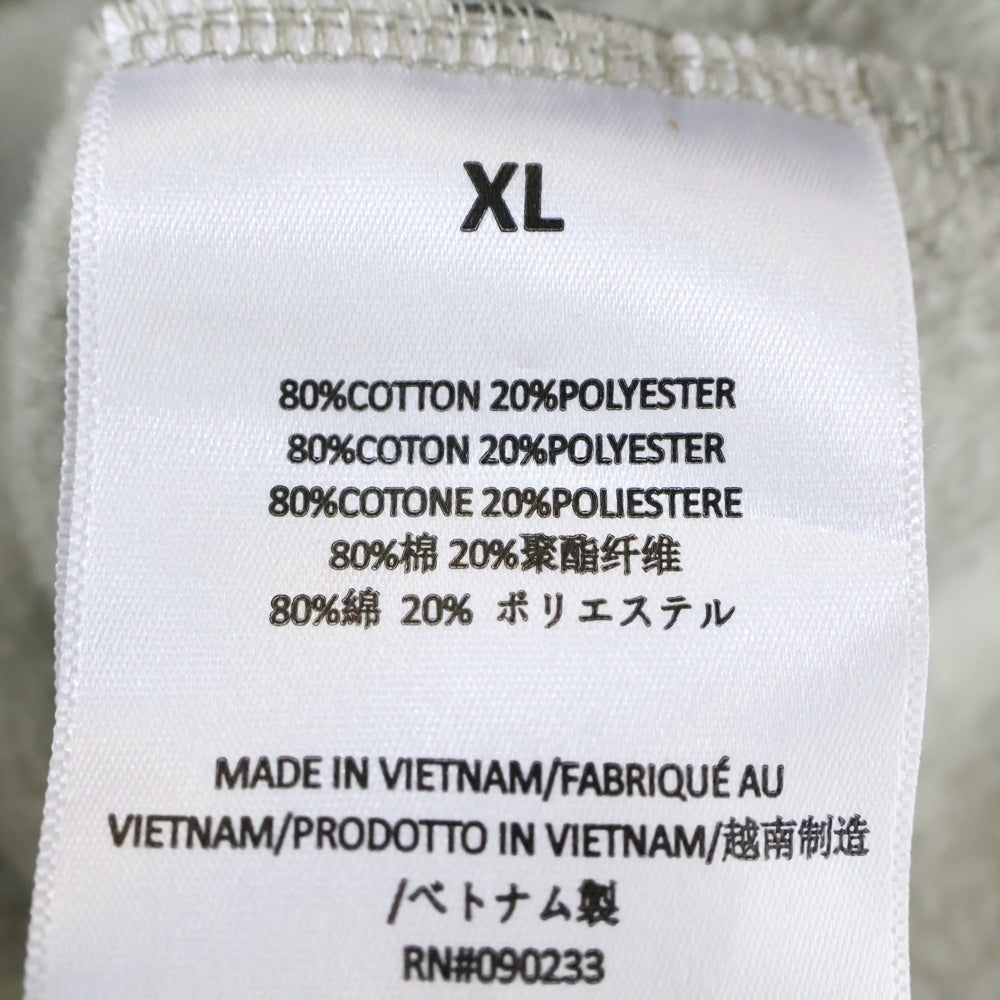 XL
80%COTTON 20%POLYESTER
80%COTON 20%POLYESTER
80%COTONE 20%POLIESTERE
80%棉 20%聚酯纤维
80%綿 20% ポリエステル
MADE IN VIETNAM/FABRIQUÉ AU
VIETNAM/PRODOTTO IN VIETNAM/越南制造
/ベトナム製
RN#090233